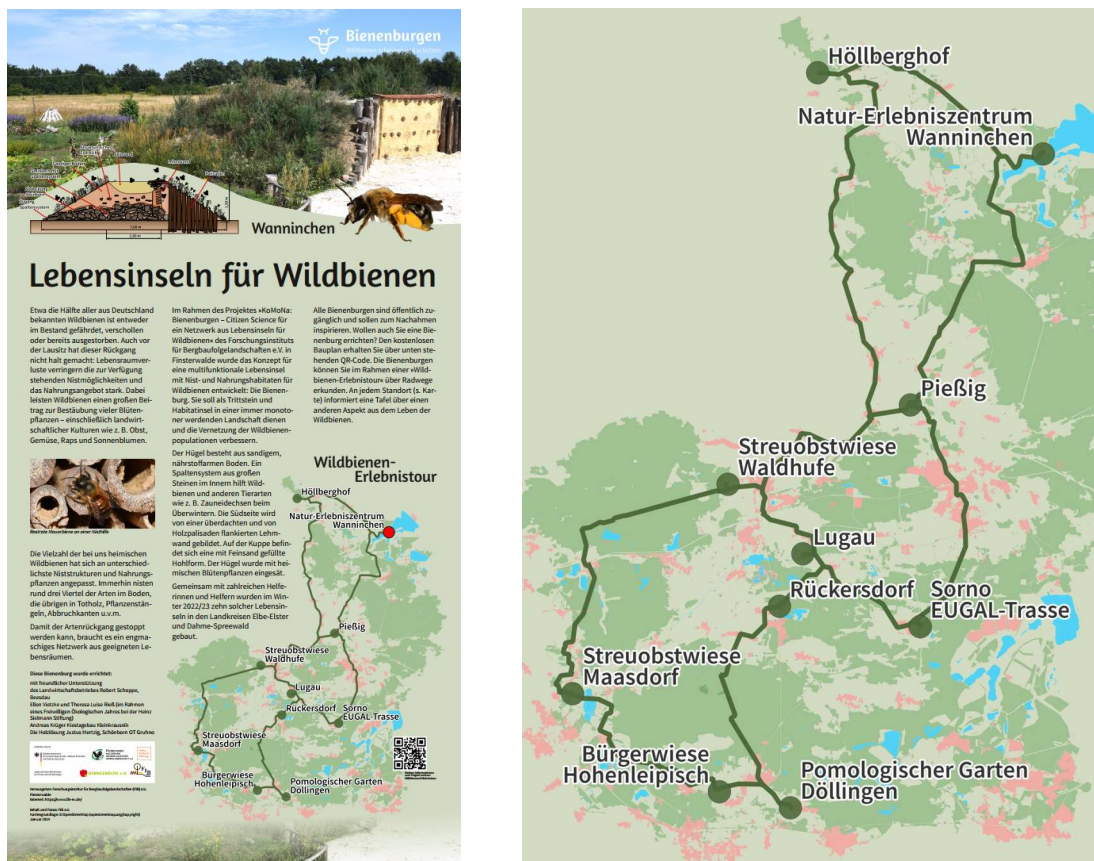 Bienenburgen
Wanninchen
Lebensinseln für Wildbienen
Etwa die Hälfte aller aus Deutschland
bekannten Wildbienen ist entweder
im Bestand gefährdet, verschollen
oder bereits ausgestorben. Auch vor
der Lausitz hat dieser Rückgang
nicht halt gemacht: Lebensraumver-
luste verringern die zur Verfügung
stehenden Nistmöglichkeiten und
das Nahrungsangebot stark. Dabei
leisten Wildbienen einen großen Bei-
trag zur Bestäubung vieler Blüten-
pflanzen – einschließlich landwirt-
schaftlicher Kulturen wie z. B. Obst,
Gemüse, Raps und Sonnenblumen.
Die Vielzahl der bei uns heimischen
Wildbienen hat sich an unterschied-
lichste Niststrukturen und Nahrungs-
pflanzen angepasst. Immerhin nisten
rund drei Viertel der Arten im Boden,
die übrigen in Totholz, Pflanzenstän-
geln, Abbruchkanten u.v.m.
Damit der Artenrückgang gestoppt
werden kann, braucht es ein engma-
schiges Netzwerk aus geeigneten Le-
bensräumen.
Diese Bienenburg wurde errichtet:
mit freundlicher Unterstützung
des Landwirtschaftsbetriebes Robert Schoppe,
Beesdau
Im Rahmen des Projektes »KoMoNa:
Bienenburgen – Citizen Science für
ein Netzwerk aus Lebensinseln für
Wildbienen« des Forschungsinstituts
für Bergbaufolgelandschaften e.V. in
Finsterwalde wurde das Konzept für
eine multifunktionale Lebensinsel
mit Nist- und Nahrungshabitaten für
Wildbienen entwickelt: Die Bienen-
burg. Sie soll als Trittstein und
Habitatinsel in einer immer monoto-
ner werdenden Landschaft dienen
und die Vernetzung der Wildbienen-
populationen verbessern.
Der Hügel besteht aus sandigem,
nährstoffarmen Boden. Ein
Spaltensystem aus großen
Steinen im Innern hilft Wild-
bienen und anderen Tierarten
wie z. B. Zauneidechsen beim
Überwintern. Die Südseite wird
von einer überdachten und von
Holzpalisaden flankierten Lehm-
wand gebildet. Auf der Kuppe befin-
det sich eine mit Feinsand gefüllte
Hohlform. Der Hügel wurde mit hei-
mischen Blütenpflanzen eingesät.
Gemeinsam mit zahlreichen Helfe-
rinnen und Helfern wurden im Win-
ter 2022/23 zehn solcher Lebensin-
seln in den Landkreisen Elbe-Elster
und Dahme-Spreewald
gebaut.
Alle Bienenburgen sind öffentlich zu-
gänglich und sollen zum Nachahmen
inspirieren. Wollen auch Sie eine Bie-
nenburg errichten? Den kostenlosen
Bauplan erhalten Sie über unten ste-
henden QR-Code. Die Bienenburgen
können Sie im Rahmen einer »Wild-
bienen-Erlebnistour« über Radwege
erkunden. An jedem Standort (s. Kar-
te) informiert eine Tafel über einen
anderen Aspekt aus dem Leben der
Wildbienen.
Wildbienen-
Erlebnistour
Höllberghof
Natur-Erlebniszentrum
Wanninchen
Pießig
Streuobstwiese
Waldhufe
Lugau
Rückersdorf
Sorno
EUGAL-Trasse
Streuobstwiese
Maasdorf
Bürgerwiese
Hohenleipisch
Pomologischer Garten
Döllingen
Höllberghof
Natur-Erlebniszentrum
Wanninchen
Pießig
Streuobstwiese
Waldhufe
Lugau
Rückersdorf
Sorno
EUGAL-Trasse
Streuobstwiese
Maasdorf
Bürgerwiese
Hohenleipisch
Pomologischer Garten
Döllingen